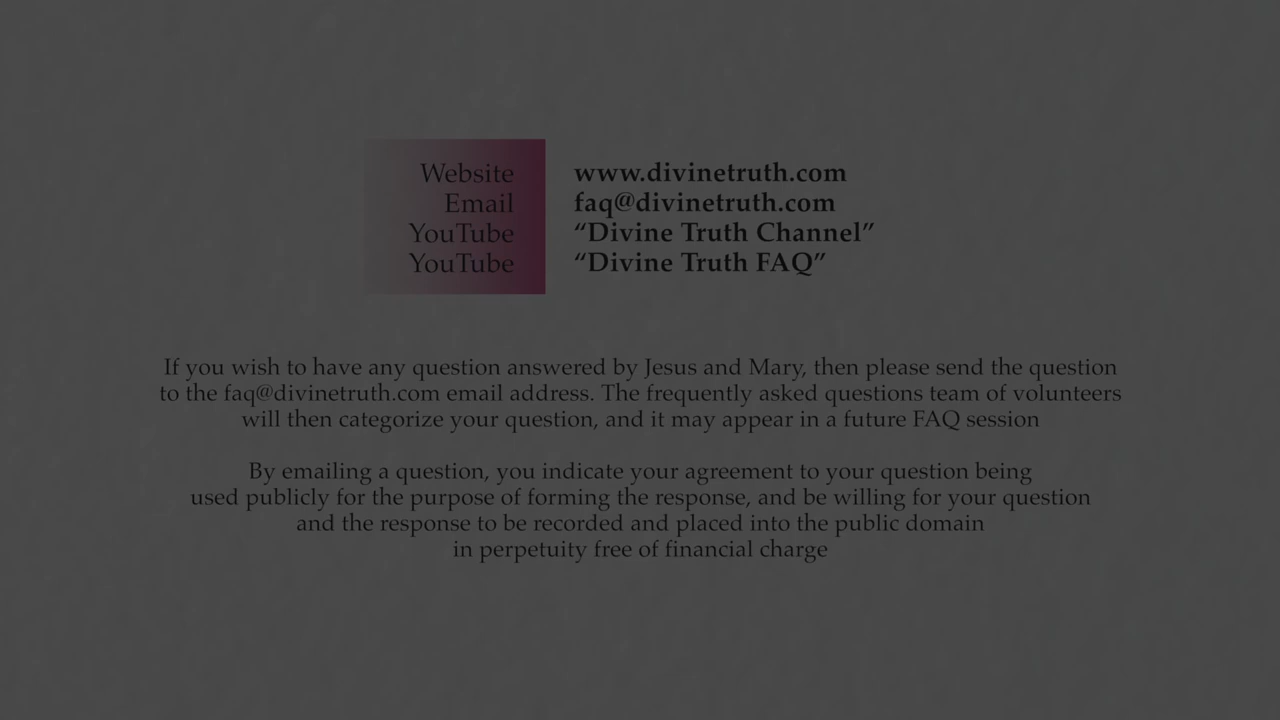 Website www.divinetruth.com
Email faq@divinetruth.com
YouTube “Divine Truth Channel”
YouTube “Divine Truth FAQ”
If you wish to have any question answered by Jesus and Mary, then please send the question
to the faq@divinetruth.com email address. The frequently asked questions team of volunteers
will then categorize your question, and it may appear in a future FAQ session
By emailing a question, you indicate your agreement to your question being
used publicly for the purpose of forming the response, and be willing for your question
and the response to be recorded and placed into the public domain
in perpetuity free of financial charge